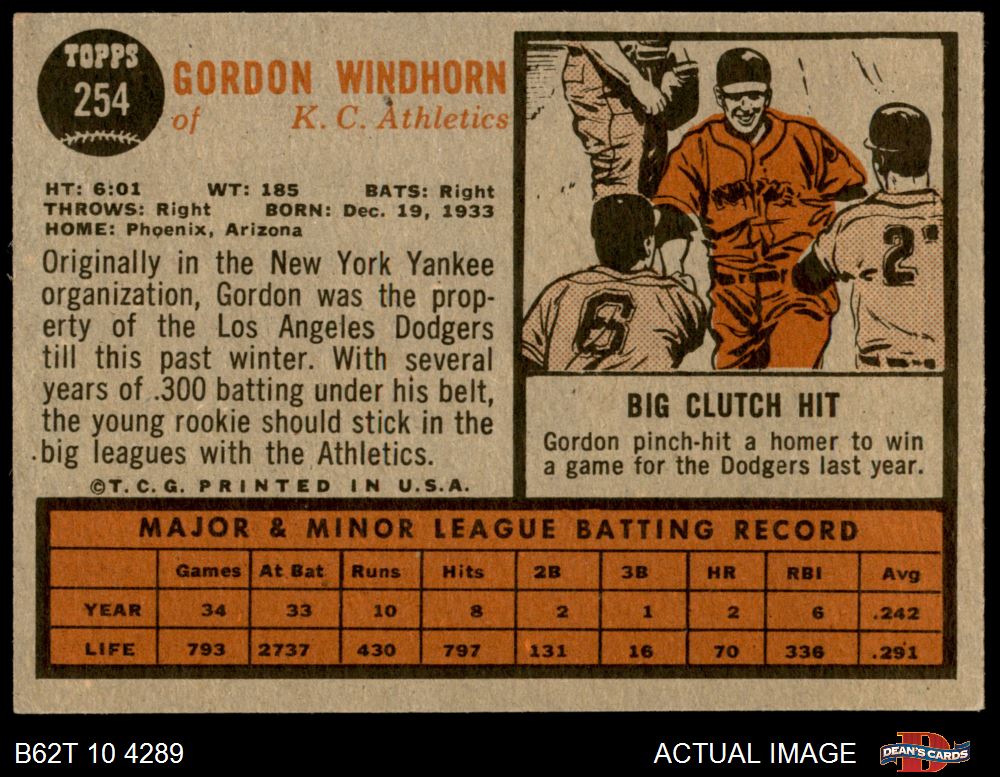 TOPPS
254
GORDON WINDHORN
of K. C. Athletics
HT: 6:01 WT: 185 BATS: Right
THROWS: Right BORN: Dec. 19, 1933
HOME: Phoenix, Arizona
Originally in the New York Yankee
organization, Gordon was the prop-
erty of the Los Angeles Dodgers
till this past winter. With several
years of .300 batting under his belt,
the young rookie should stick in the
big leagues with the Athletics.
©T. C. G. PRINTED IN U.S.A.
6
2
BIG CLUTCH HIT
Gordon pinch-hit a homer to win
a game for the Dodgers last year.
MAJOR & MINOR LEAGUE BATTING RECORD
Games At Bat Runs Hits 2B 3B HR RBI Avg
YEAR 34 33 10 8 2 1 2 6 .242
LIFE 793 2737 430 797 131 16 70 336 .291
B62T 10 4289
ACTUAL IMAGE
DEAN'S CARDS